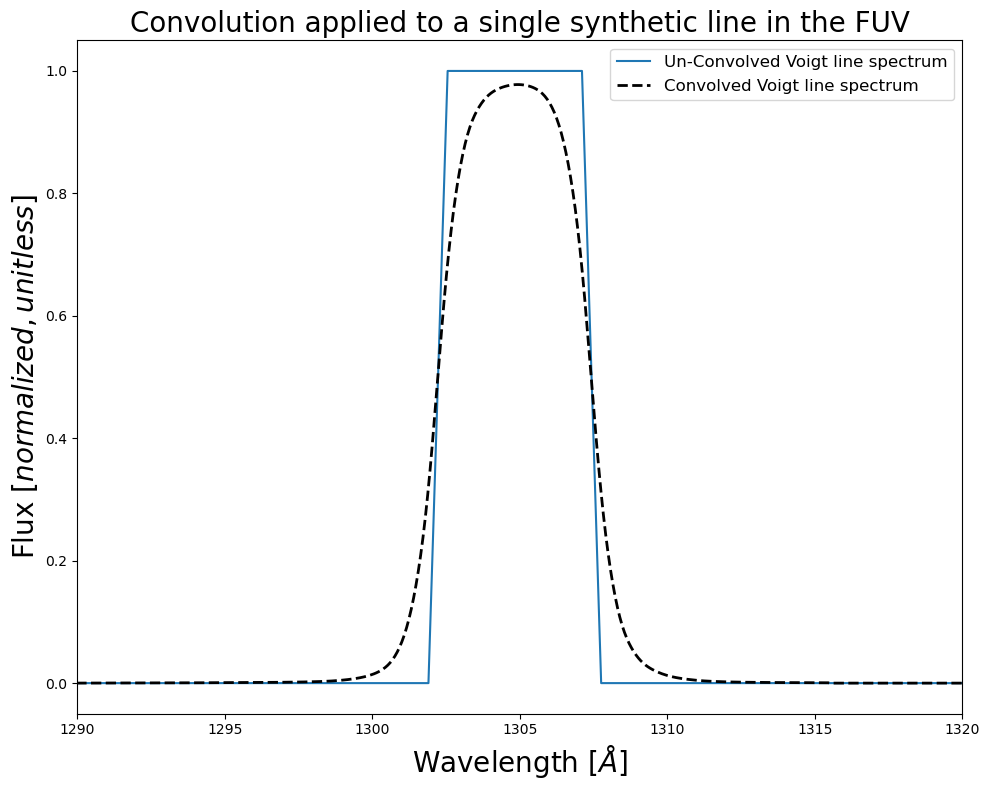 Convolution applied to a single synthetic line in the FUV
Un-Convolved Voigt line spectrum
Convolved Voigt line spectrum
Flux [normalized, unitless]
1.0
0.8
0.6
0.4
0.2
0.0
1290 1295 1300 1305 1310 1315 1320
Wavelength [Å]